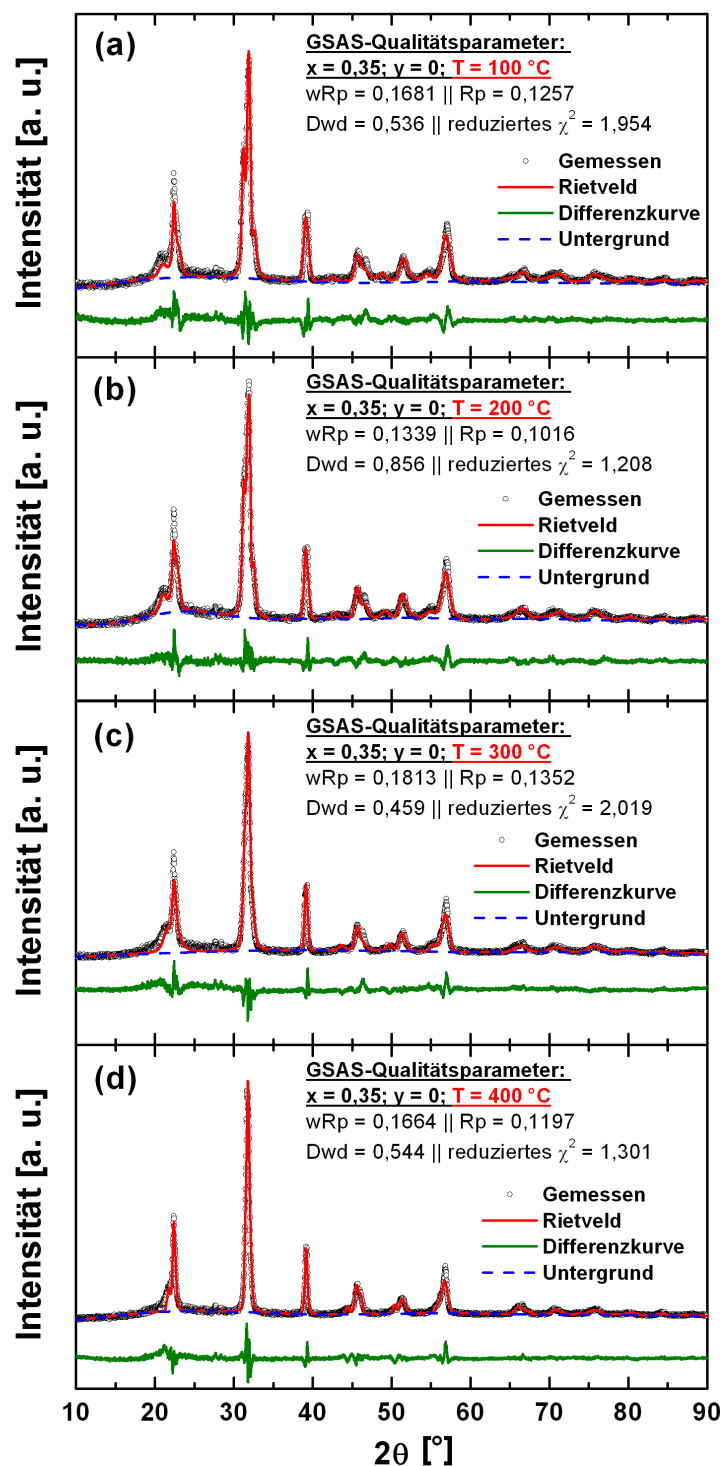 (a)
GSAS-Qualitätsparameter:
x = 0,35; y = 0; T = 100 °C
wRp = 0,1681 || Rp = 0,1257
Dwd = 0,536 || reduziertes χ² = 1,954
Gemessen
Rietveld
Differenzkurve
Untergrund
Intensität [a. u.]
(b)
GSAS-Qualitätsparameter:
x = 0,35; y = 0; T = 200 °C
wRp = 0,1339 || Rp = 0,1016
Dwd = 0,856 || reduziertes χ² = 1,208
Gemessen
Rietveld
Differenzkurve
Untergrund
Intensität [a. u.]
(c)
GSAS-Qualitätsparameter:
x = 0,35; y = 0; T = 300 °C
wRp = 0,1813 || Rp = 0,1352
Dwd = 0,459 || reduziertes χ² = 2,019
Gemessen
Rietveld
Differenzkurve
Untergrund
Intensität [a. u.]
(d)
GSAS-Qualitätsparameter:
x = 0,35; y = 0; T = 400 °C
wRp = 0,1664 || Rp = 0,1197
Dwd = 0,544 || reduziertes χ² = 1,301
Gemessen
Rietveld
Differenzkurve
Untergrund
Intensität [a. u.]
10 20 30 40 50 60 70 80 90
2θ [°]